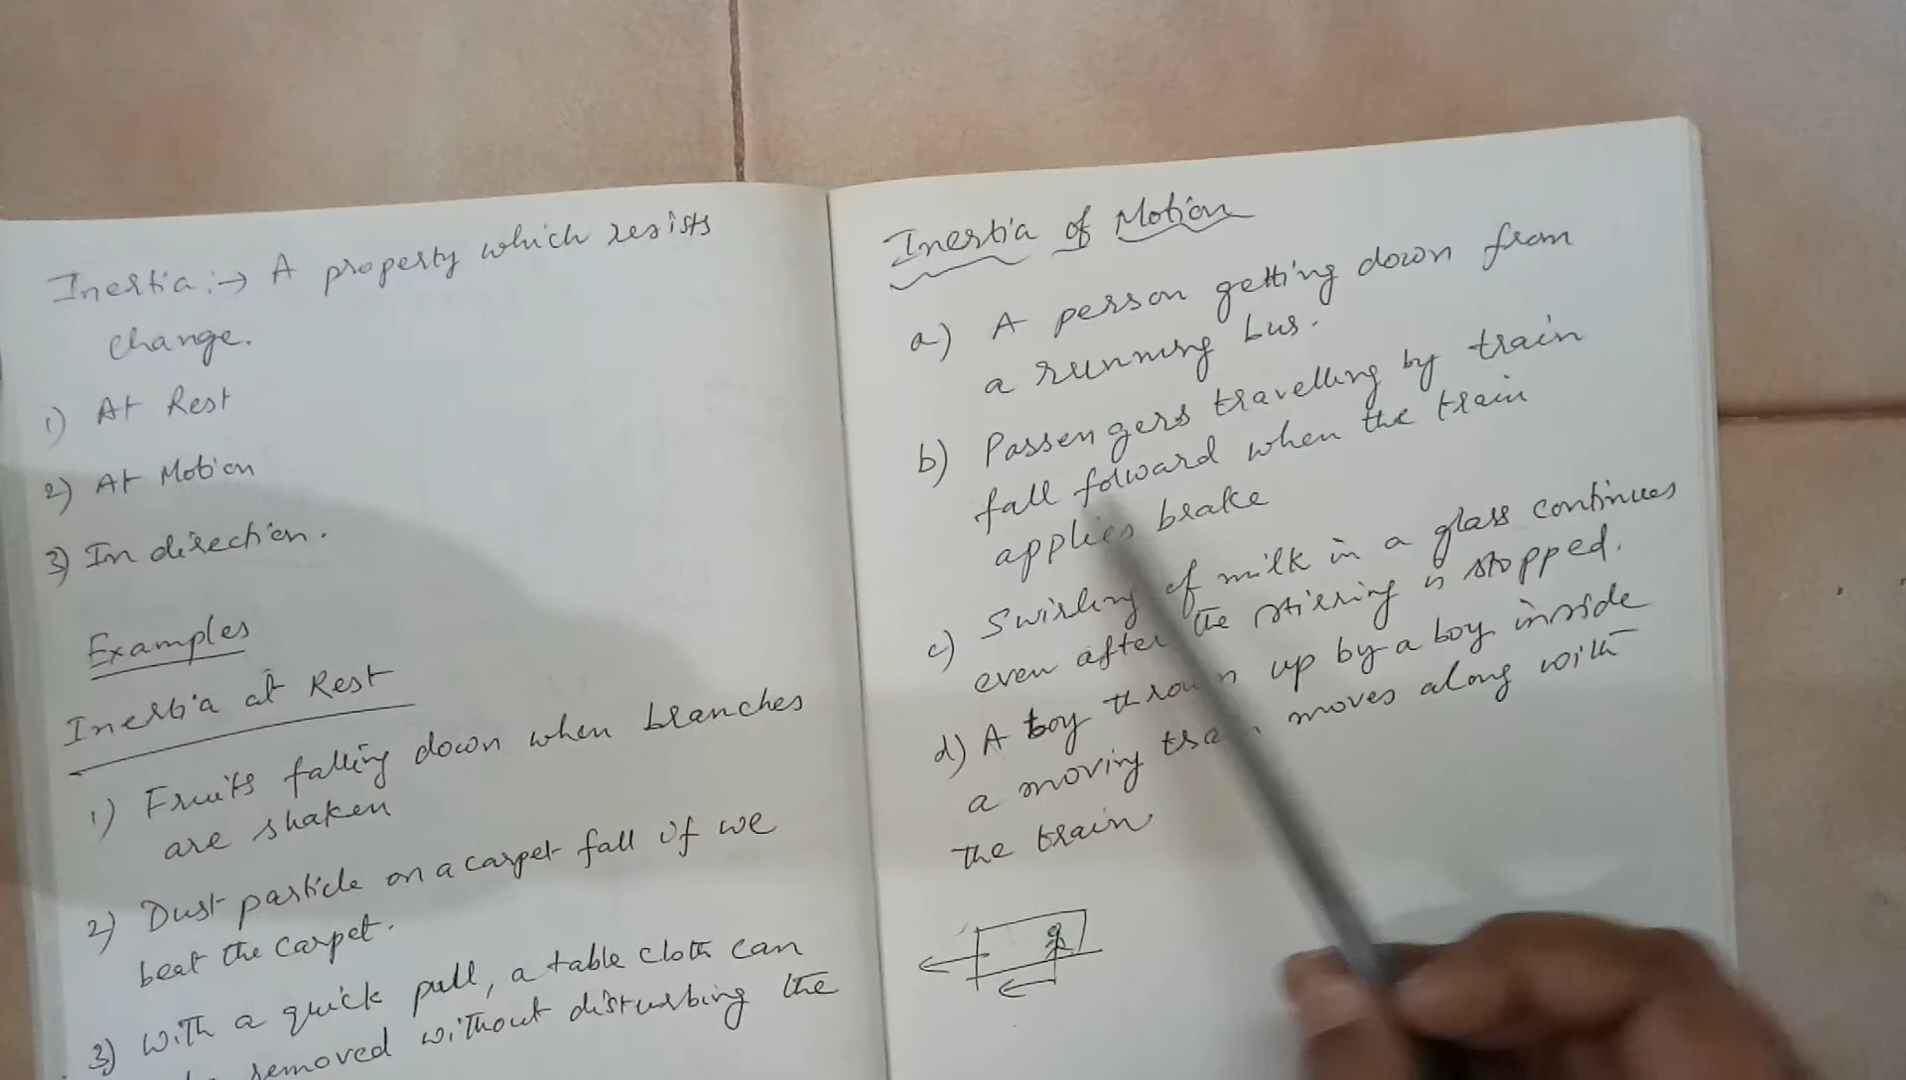 Inertia :→ A property which resists
change.
1) At Rest
2) At Motion
3) In direction.
Examples
Inertia at Rest
1) Fruits falling down when branches
are shaken
2) Dust particle on a carpet fall if we
beat the carpet.
3) With a quick pull, a table cloth can
removed without disturbing the
Inertia of Motion
a) A person getting down from
a running bus.
b) Passengers travelling by train
fall forward when the train
applies brake
c) Swirling of milk in a glass continues
even after the stirring is stopped.
d) A toy thrown up by a boy inside
a moving train moves along with
the train